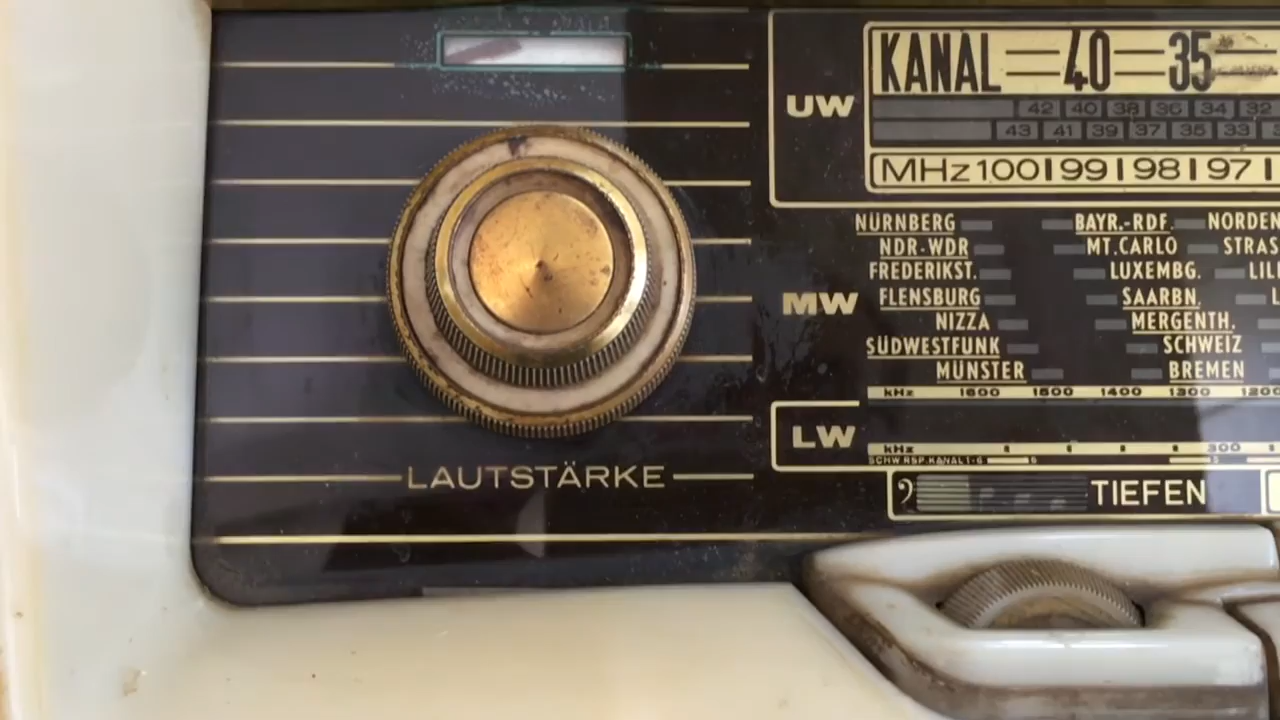 KANAL 40 35
42 40 38 36 34 32
UW
43 41 39 37 35 33
MHz 100 99 98 97
NÜRNBERG BAYR.-RDF. NORDEN
NDR-WDR MT.CARLO STRAS
FREDERIKST. LUXEMBG. LILL
MW
FLENSBURG SAARBN.
NIZZA MERGENTH.
SÜDWESTFUNK SCHWEIZ
MÜNSTER BREMEN
kHz 1600 1500 1400 1300 1200
LW
kHz 300
LAUTSTÄRKE
TIEFEN